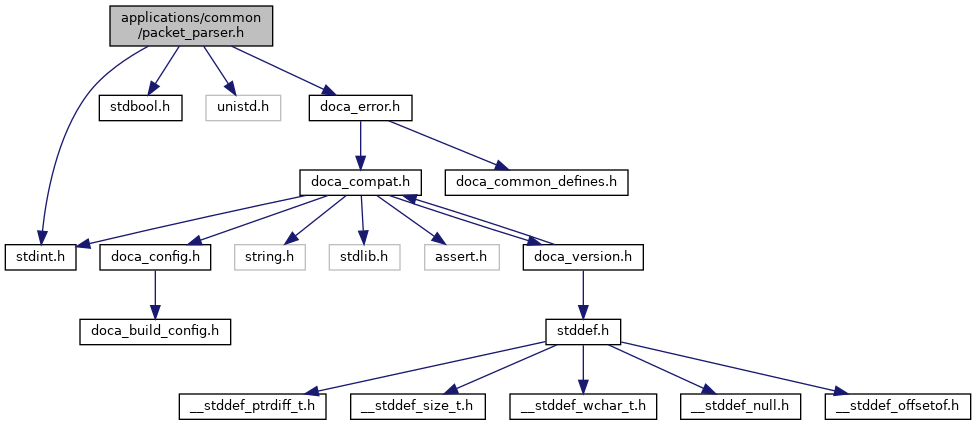 applications/common
/packet_parser.h
stdbool.h
unistd.h
doca_error.h
doca_compat.h
doca_common_defines.h
stdint.h
doca_config.h
string.h
stdlib.h
assert.h
doca_version.h
doca_build_config.h
stddef.h
__stddef_ptrdiff_t.h
__stddef_size_t.h
__stddef_wchar_t.h
__stddef_null.h
__stddef_offsetof.h